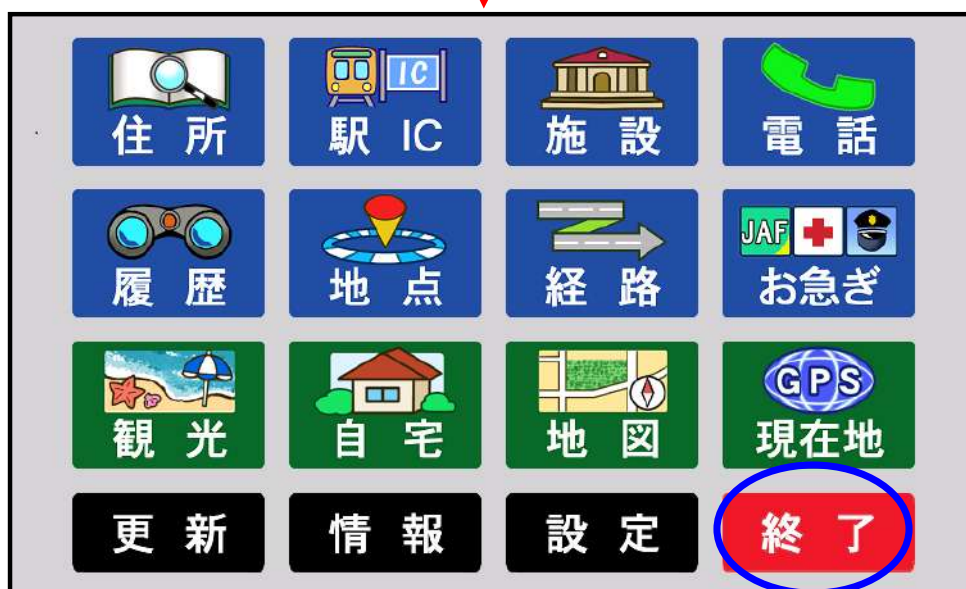 IC
住所 駅 IC 施設 電話
JAF
履歴 地点 経路 お急ぎ
GPS
観光 自宅 地図 現在地
更新 情報 設定 終了